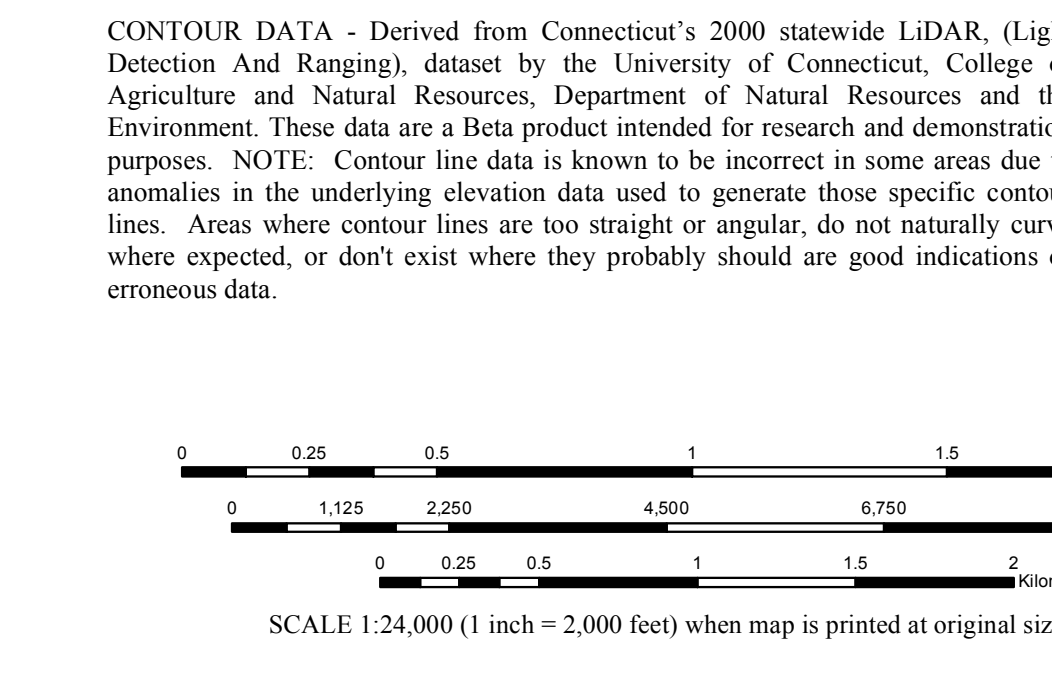 CONTOUR DATA - Derived from Connecticut’s 2000 statewide LiDAR, (Ligh
Detection And Ranging), dataset by the University of Connecticut, College
Agriculture and Natural Resources, Department of Natural Resources and th
Environment. These data are a Beta product intended for research and demonstratio
purposes.  NOTE:  Contour line data is known to be incorrect in some areas due
anomalies in the underlying elevation data used to generate those specific contou
lines.  Areas where contour lines are too straight or angular, do not naturally curv
where expected, or don't exist where they probably should are good indications
erroneous data.
0 0.25 0.5 1 1.5
0 1,125 2,250 4,500 6,750
0 0.25 0.5 1 1.5 2
Kilo
SCALE 1:24,000 (1 inch = 2,000 feet) when map is printed at original siz